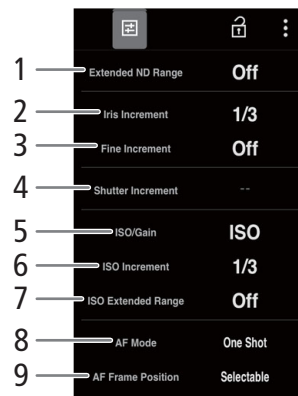 1 Extended ND Range Off
2 Iris Increment 1/3
3 Fine Increment Off
4 Shutter Increment --
5 ISO/Gain ISO
6 ISO Increment 1/3
7 ISO Extended Range Off
8 AF Mode One Shot
9 AF Frame Position Selectable